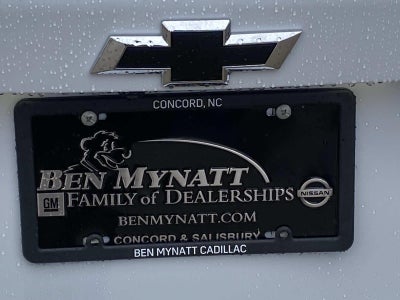 CONCORD, NC
BEN MYNATT
GM FAMILY of DEALERSHIPS NISSAN
BENMYNATT.COM
CONCORD & SALISBURY
BEN MYNATT CADILLAC